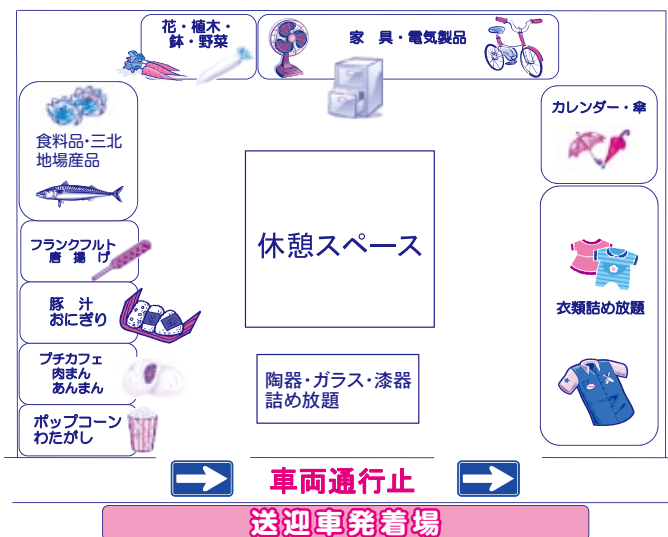 花・植木・
鉢・野菜
家　具・電気製品
カレンダー・傘
食料品・三北
地場産品
フランクフルト
唐　揚　げ
豚　汁
おにぎり
プチカフェ
肉まん
あんまん
ポップコーン
わたがし
休憩スペース
陶器・ガラス・漆器
詰め放題
衣類詰め放題
車両通行止
送迎車発着場